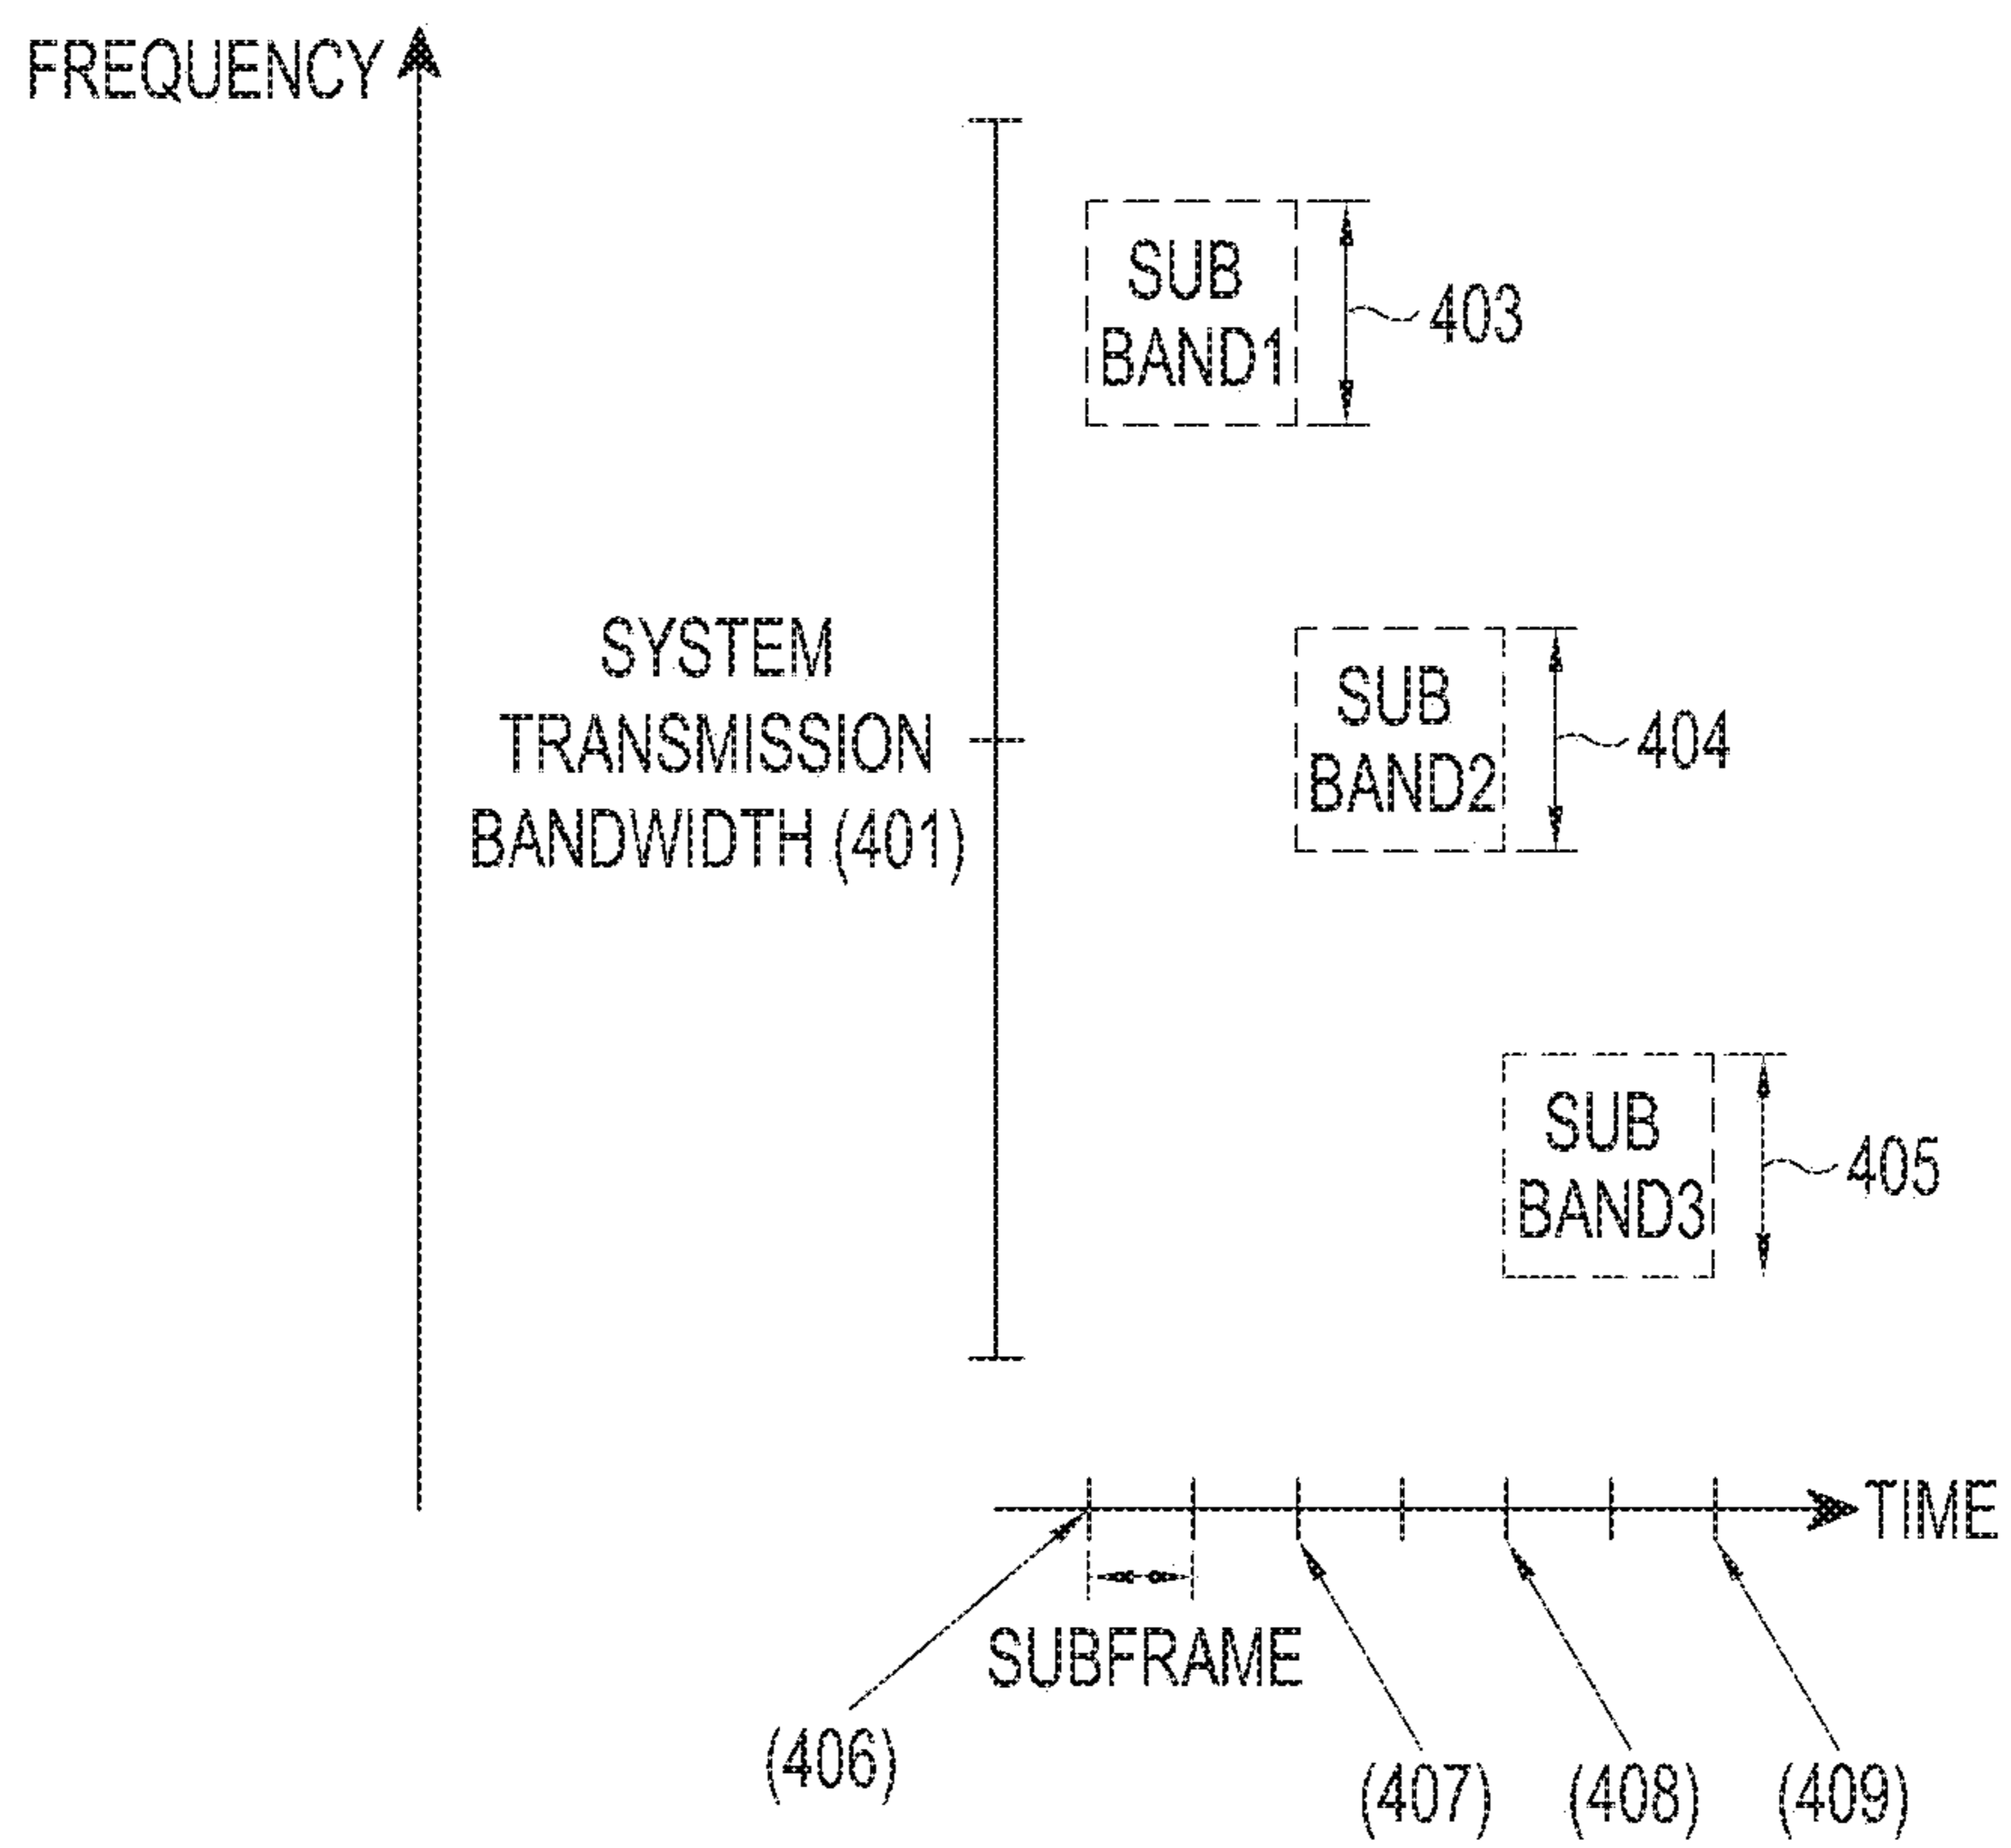 FREQUENCY
SUB
BAND1
403
SYSTEM
TRANSMISSION
BANDWIDTH (401)
SUB
BAND2
404
SUB
BAND3
405
TIME
SUBFRAME
(406)
(407)
(408)
(409)